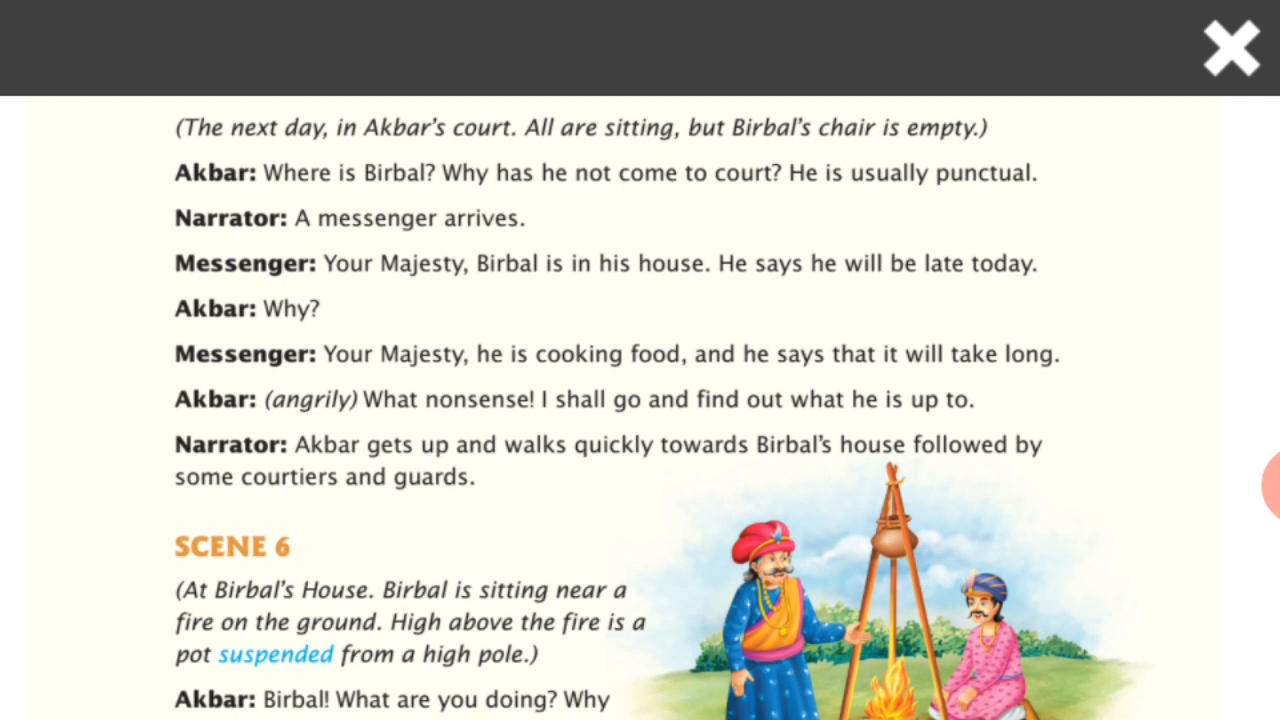 (The next day, in Akbar's court. All are sitting, but Birbal's chair is empty.)
Akbar: Where is Birbal? Why has he not come to court? He is usually punctual.
Narrator: A messenger arrives.
Messenger: Your Majesty, Birbal is in his house. He says he will be late today.
Akbar: Why?
Messenger: Your Majesty, he is cooking food, and he says that it will take long.
Akbar: (angrily) What nonsense! I shall go and find out what he is up to.
Narrator: Akbar gets up and walks quickly towards Birbal's house followed by
some courtiers and guards.
SCENE 6
(At Birbal's House. Birbal is sitting near a
fire on the ground. High above the fire is a
pot suspended from a high pole.)
Akbar: Birbal! What are you doing? Why